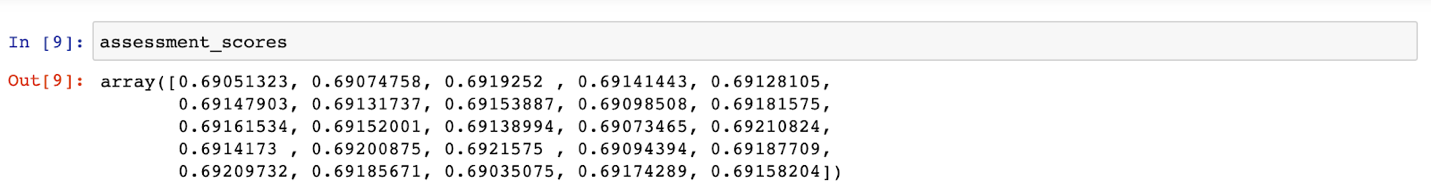 In [9]: assessment_scores
Out[9]: array([0.69051323, 0.69074758, 0.6919252 , 0.69141443, 0.69128105,
0.69147903, 0.69131737, 0.69153887, 0.69098508, 0.69181575,
0.69161534, 0.69152001, 0.69138994, 0.69073465, 0.69210824,
0.6914173 , 0.69200875, 0.6921575 , 0.69094394, 0.69187709,
0.69209732, 0.69185671, 0.69035075, 0.69174289, 0.69158204])